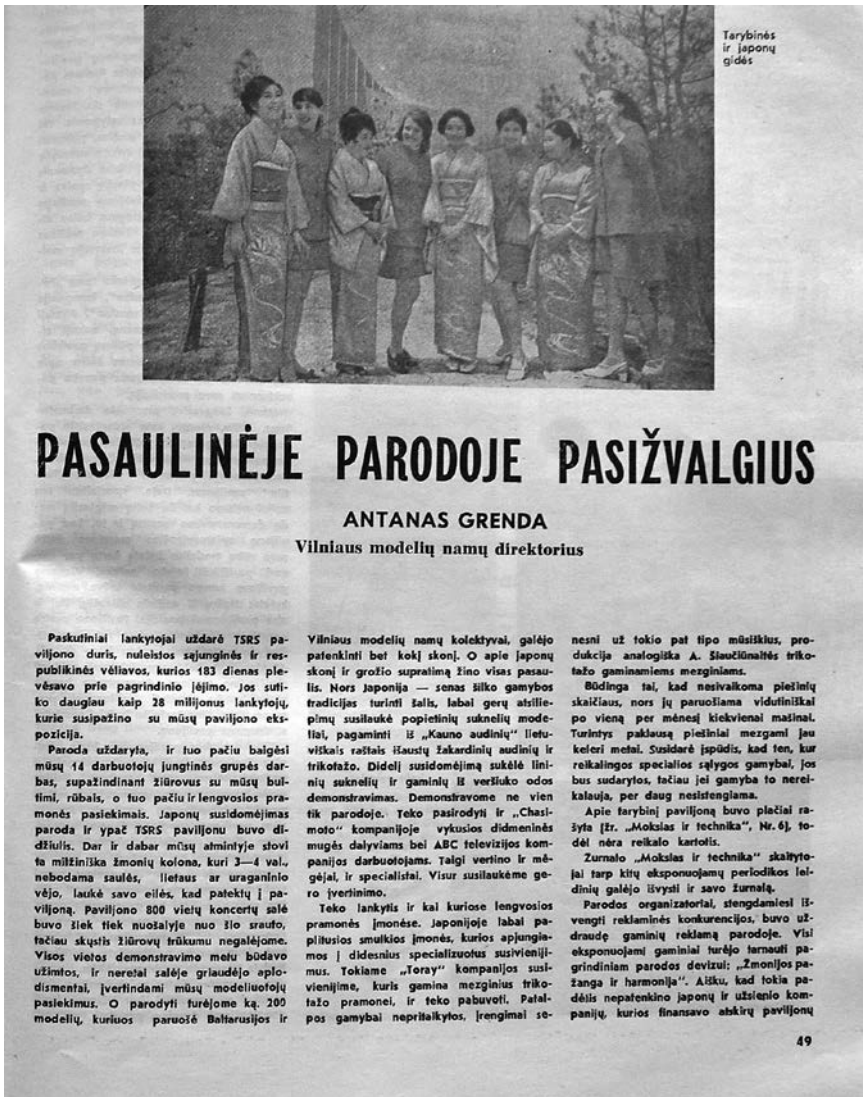 Tarybinės
ir japonų
gidės
PASAULINĖJE PARODOJE PASIŽVALGIUS
ANTANAS GRENDA
Vilniaus modelių namų direktorius
Paskutiniai lankytojai uždarė TSRS pa-
viljono duris, nuleistos sąjunginės ir res-
publikinės vėliavos, kurios 183 dienas ple-
vėsavo prie pagrindinio įėjimo. Jos suti-
ko daugiau kaip 28 milijonus lankytojų,
kurie susipažino su mūsų paviljono eks-
pozicija.
Paroda uždaryta, ir tuo pačiu baigėsi
mūsų 14 darbuotojų jungtinės grupės dar-
bas, supažindinant žiūrovus su mūsų bui-
timi, rūbais, o tuo pačiu ir lengvosios pra-
monės pasiekimais. Japonų susidomėjimas
paroda ir ypač TSRS paviljonu buvo di-
džiulis. Dar ir dabar mūsų atmintyje stovi
ta milžiniška žmonių kolona, kuri 3—4 val.,
nebodama saulės, lietaus ar uraganinio
vėjo, laukė savo eilės, kad patektų į pa-
viljoną. Paviljono 800 vietų koncertų salė
buvo šiek tiek nuošalyje nuo šio srauto,
tačiau skųstis žiūrovų trūkumu negalėjome.
Visos vietos demonstravimo metu būdavo
užimtos, ir neretai salėje griaudėjo aplo-
dismentai, įvertindami mūsų modeliuotojų
pasiekimus. O parodyti turėjome ką. 200
modelių, kuriuos paruošė Baltarusijos ir
Vilniaus modelių namų kolektyvai, galėjo
patenkinti bet kokį skonį. O apie japonų
skonį ir grožio supratimą žino visas pasau-
lis. Nors Japonija — senas šilko gamybos
tradicijas turinti šalis, labai gerų atsilie-
pimų susilaukė popietinių suknelių mode-
liai, pagaminti iš „Kauno audinių" lietu-
viškais raštais išaustų žakardinių audinių ir
trikotažo. Didelį susidomėjimą sukėlė lini-
nių suknelių ir gaminių iš veršiuko odos
demonstravimas. Demonstravome ne vien
tik parodoje. Teko pasirodyti ir „Chasi-
moto" kompanijoje vykusios didmeninės
mugės dalyviams bei ABC televizijos kom-
panijos darbuotojams. Taigi vertino ir mė-
gėjai, ir specialistai. Visur susilaukėme ge-
ro įvertinimo.
Teko lankytis ir kai kuriose lengvosios
pramonės įmonėse. Japonijoje labai pa-
plitusios smulkios įmonės, kurios apjungia-
mos į didesnius specializuotus susivieniji-
mus. Tokiame „Toray" kompanijos susi-
vienijime, kuris gamina mezginius triko-
tažo pramonei, ir teko pabuvoti. Patal-
pos gamybai nepritaikytos, įrengimai se-
nesni už tokio pat tipo mūsiškius, pro-
dukcija analogiška A. Šiaučiūnaitės triko-
tažo gaminamiems mezginiams.
Būdinga tai, kad nesivaikoma piešinių
skaičiaus, nors jų paruošiama vidutiniškai
po vieną per mėnesį kiekvienai mašinai.
Turintys paklausą piešiniai mezgami jau
keleri metai. Susidarė įspūdis, kad ten, kur
reikalingos specialios sąlygos gamybai, jos
bus sudarytos, tačiau jei gamyba to nerei-
kalauja, per daug nesistengiama.
Apie tarybinį paviljoną buvo plačiai ra-
šyta [žr. „Mokslas ir technika", Nr. 6], to-
dėl nėra reikalo kartotis.
Žurnalo „Mokslas ir technika" skaityto-
jai tarp kitų eksponuojamų periodikos lei-
dinių galėjo išvysti ir savo žurnalą.
Parodos organizatoriai, stengdamiesi iš-
vengti reklaminės konkurencijos, buvo už-
draudę gaminių reklamą parodoje. Visi
eksponuojami gaminiai turėjo tarnauti pa-
grindiniam parodos devizui: „Žmonijos pa-
žanga ir harmonija". Aišku, kad tokia pa-
dėtis nepatenkino japonų ir užsienio kom-
panijų, kurios finansavo atskirų paviljonų
49